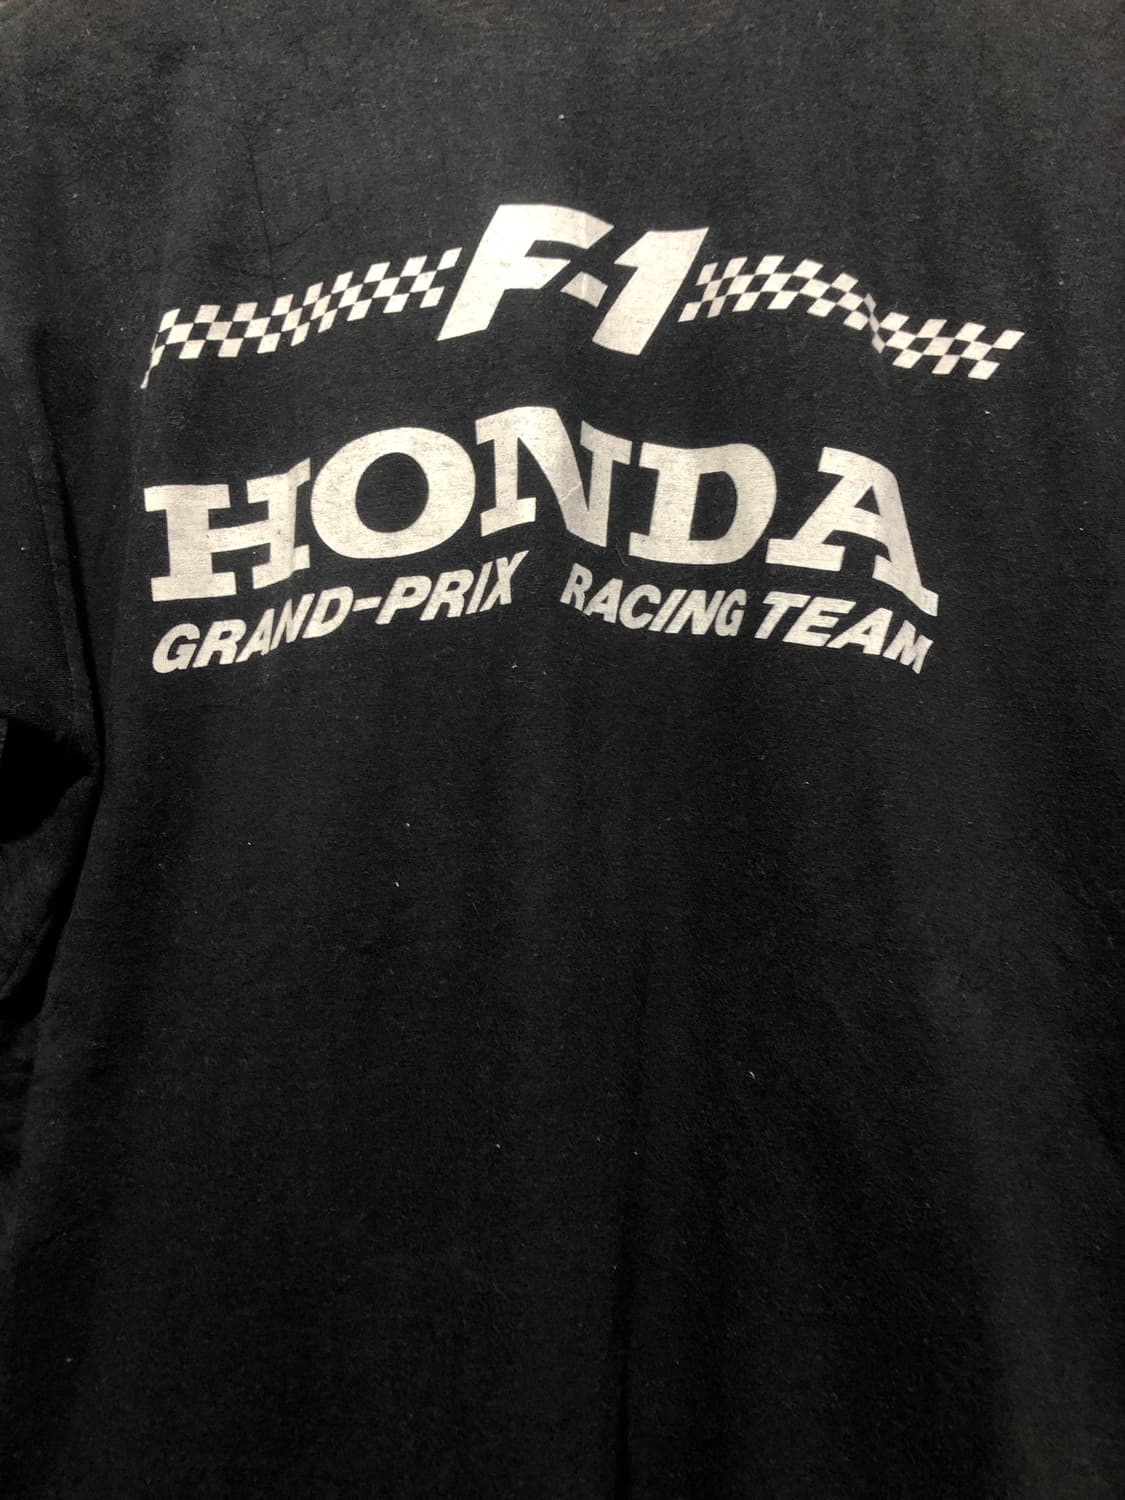 F-1
HONDA
GRAND-PRIX RACING TEAM